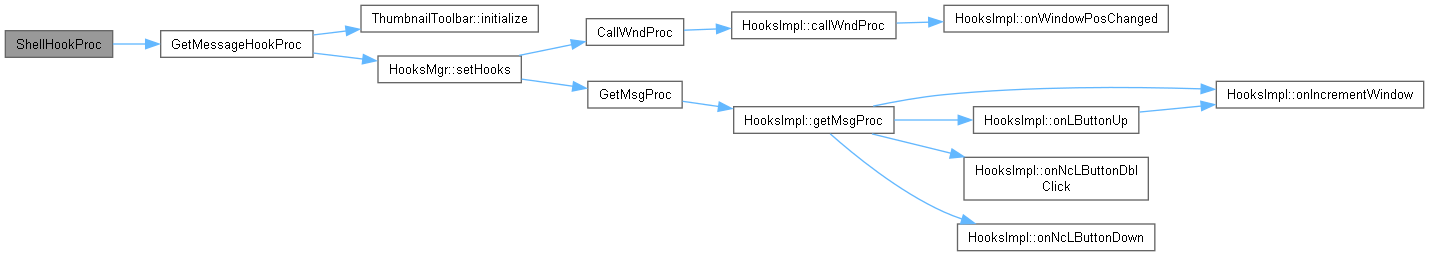 ShellHookProc
GetMessageHookProc
ThumbnailToolbar::initialize
HooksMgr::setHooks
CallWndProc
HooksImpl::callWndProc
HooksImpl::onWindowPosChanged
GetMsgProc
HooksImpl::getMsgProc
HooksImpl::onIncrementWindow
HooksImpl::onLButtonUp
HooksImpl::onNcLButtonDbl
Click
HooksImpl::onNcLButtonDown